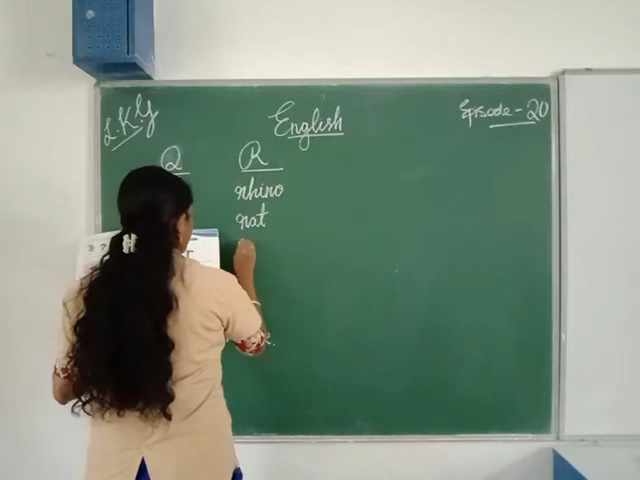 L.K.G
English
Episode - 20
Q
R
rhino
rat